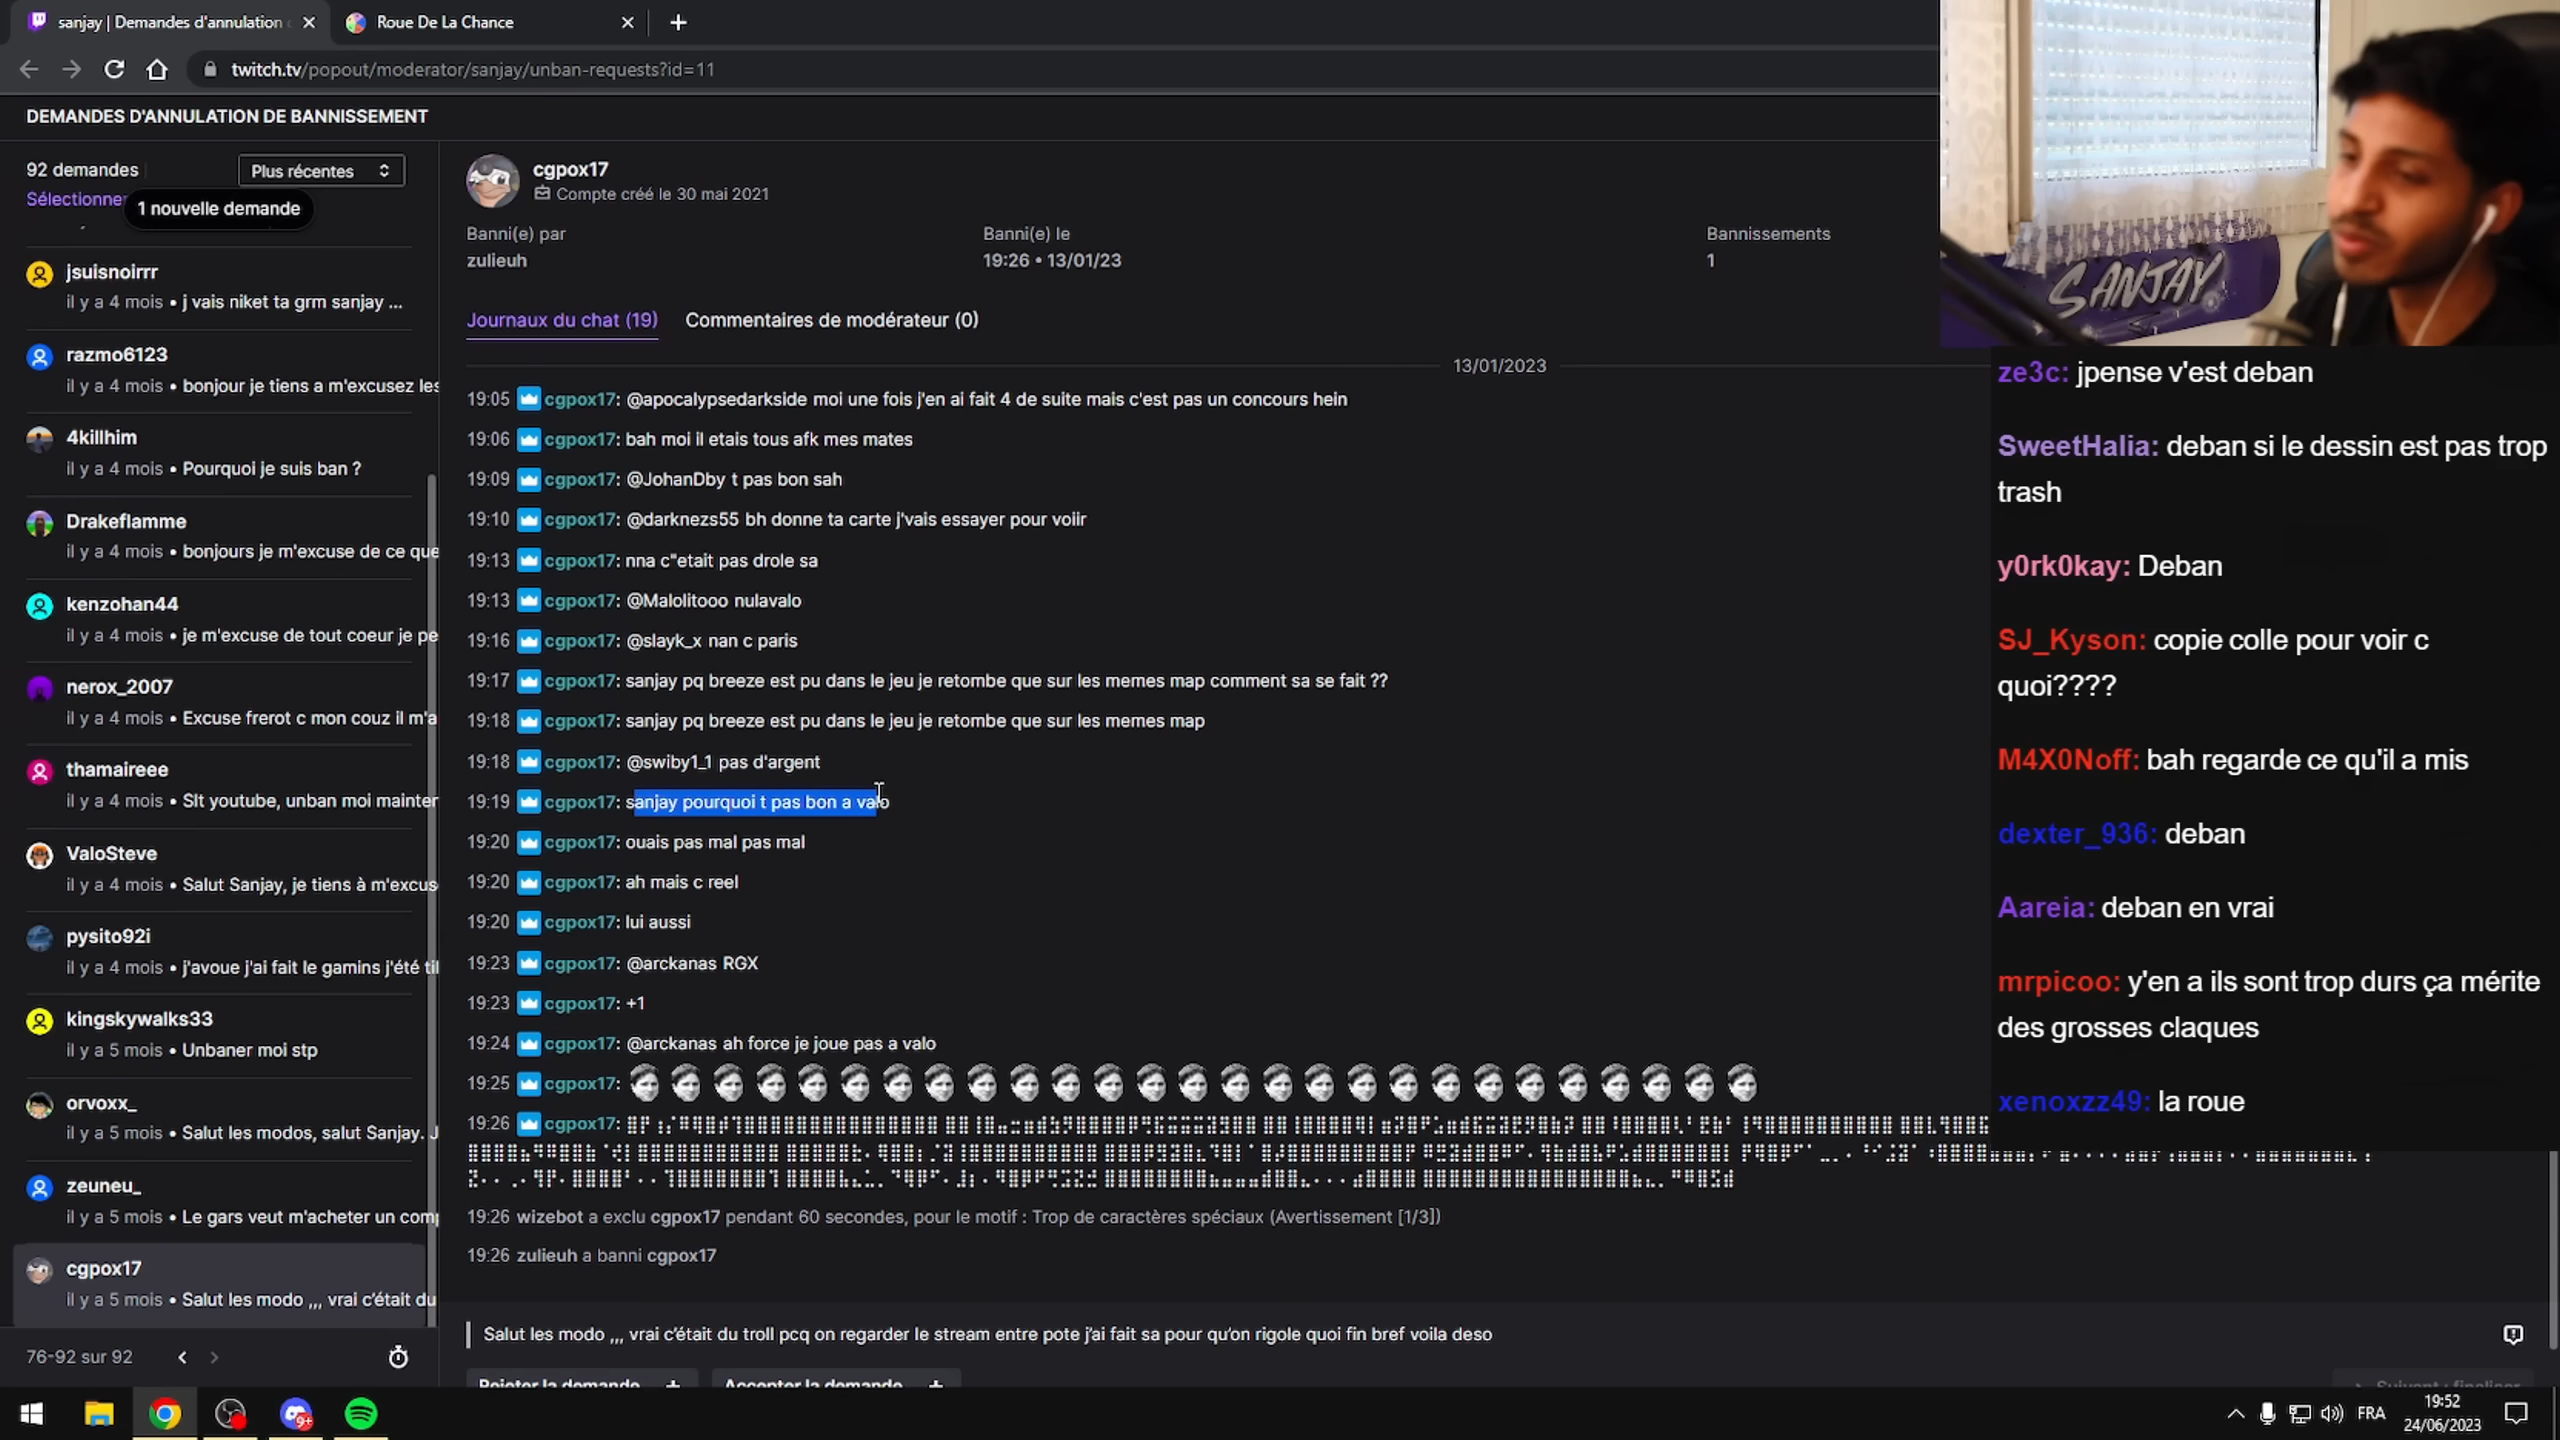 sanjay | Demandes d'annulation
Roue De La Chance
twitch.tv/popout/moderator/sanjay/unban-requests?id=11
DEMANDES D'ANNULATION DE BANNISSEMENT
92 demandes
Plus récentes
Sélectionner
1 nouvelle demande
jsuisnoirrr
il y a 4 mois • j vais niket ta grm sanjay ...
razmo6123
il y a 4 mois • bonjour je tiens a m'excusez les
4killhim
il y a 4 mois • Pourquoi je suis ban ?
Drakeflamme
il y a 4 mois • bonjours je m'excuse de ce que
kenzohan44
il y a 4 mois • je m'excuse de tout coeur je pe
nerox_2007
il y a 4 mois • Excuse frerot c mon couz il m'a
thamaireee
il y a 4 mois • Slt youtube, unban moi mainter
ValoSteve
il y a 4 mois • Salut Sanjay, je tiens à m'excus
pysito92i
il y a 4 mois • j'avoue j'ai fait le gamins j'été til
kingskywalks33
il y a 5 mois • Unbaner moi stp
orvoxx_
il y a 5 mois • Salut les modos, salut Sanjay. J
zeuneu_
il y a 5 mois • Le gars veut m'acheter un comp
cgpox17
il y a 5 mois • Salut les modo ,,, vrai c'était du
76-92 sur 92
cgpox17
Compte créé le 30 mai 2021
Banni(e) par
zulieuh
Banni(e) le
19:26 • 13/01/23
Bannissements
1
Journaux du chat (19)
Commentaires de modérateur (0)
13/01/2023
19:05 cgpox17: @apocalypsedarkside moi une fois j'en ai fait 4 de suite mais c'est pas un concours hein
19:06 cgpox17: bah moi il etais tous afk mes mates
19:09 cgpox17: @JohanDby t pas bon sah
19:10 cgpox17: @darknezs55 bh donne ta carte j'vais essayer pour voiir
19:13 cgpox17: nna c"etait pas drole sa
19:13 cgpox17: @Malolitooo nulavalo
19:16 cgpox17: @slayk_x nan c paris
19:17 cgpox17: sanjay pq breeze est pu dans le jeu je retombe que sur les memes map comment sa se fait ??
19:18 cgpox17: sanjay pq breeze est pu dans le jeu je retombe que sur les memes map
19:18 cgpox17: @swiby1_1 pas d'argent
19:19 cgpox17: sanjay pourquoi t pas bon a valo
19:20 cgpox17: ouais pas mal pas mal
19:20 cgpox17: ah mais c reel
19:20 cgpox17: lui aussi
19:23 cgpox17: @arckanas RGX
19:23 cgpox17: +1
19:24 cgpox17: @arckanas ah force je joue pas a valo
19:25 cgpox17:
19:26 cgpox17:
19:26 wizebot a exclu cgpox17 pendant 60 secondes, pour le motif : Trop de caractères spéciaux (Avertissement [1/3])
19:26 zulieuh a banni cgpox17
Salut les modo ,,, vrai c'était du troll pcq on regarder le stream entre pote j'ai fait sa pour qu'on rigole quoi fin bref voila deso
Rejeter la demande +
Accepter la demande +
SANJAY
ze3c: jpense v'est deban
SweetHalia: deban si le dessin est pas trop
trash
y0rk0kay: Deban
SJ_Kyson: copie colle pour voir c
quoi????
M4X0Noff: bah regarde ce qu'il a mis
dexter_936: deban
Aareia: deban en vrai
mrpicoo: y'en a ils sont trop durs ça mérite
des grosses claques
xenoxzz49: la roue
9+
FRA
19:52
24/06/2023